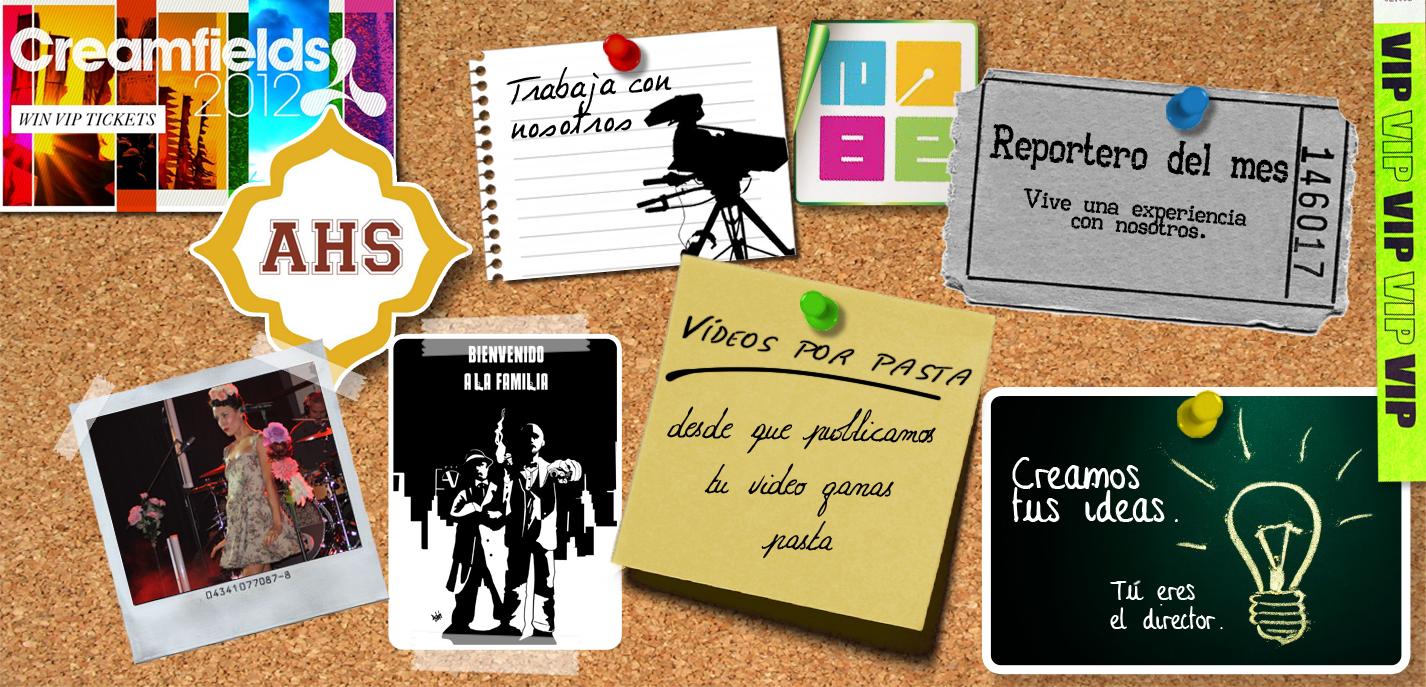 Creamfields
2012
WIN VIP TICKETS
AHS
Trabaja con
nosotros
Reportero del mes
Vive una experiencia
con nosotros.
146017
VIP VIP VIP VIP VIP
VÍDEOS POR PASTA
desde que publicamos
tu video ganas
pasta
BIENVENIDO
A LA FAMILIA
04341077087-8
Creamos
tus ideas.
Tú eres
el director.